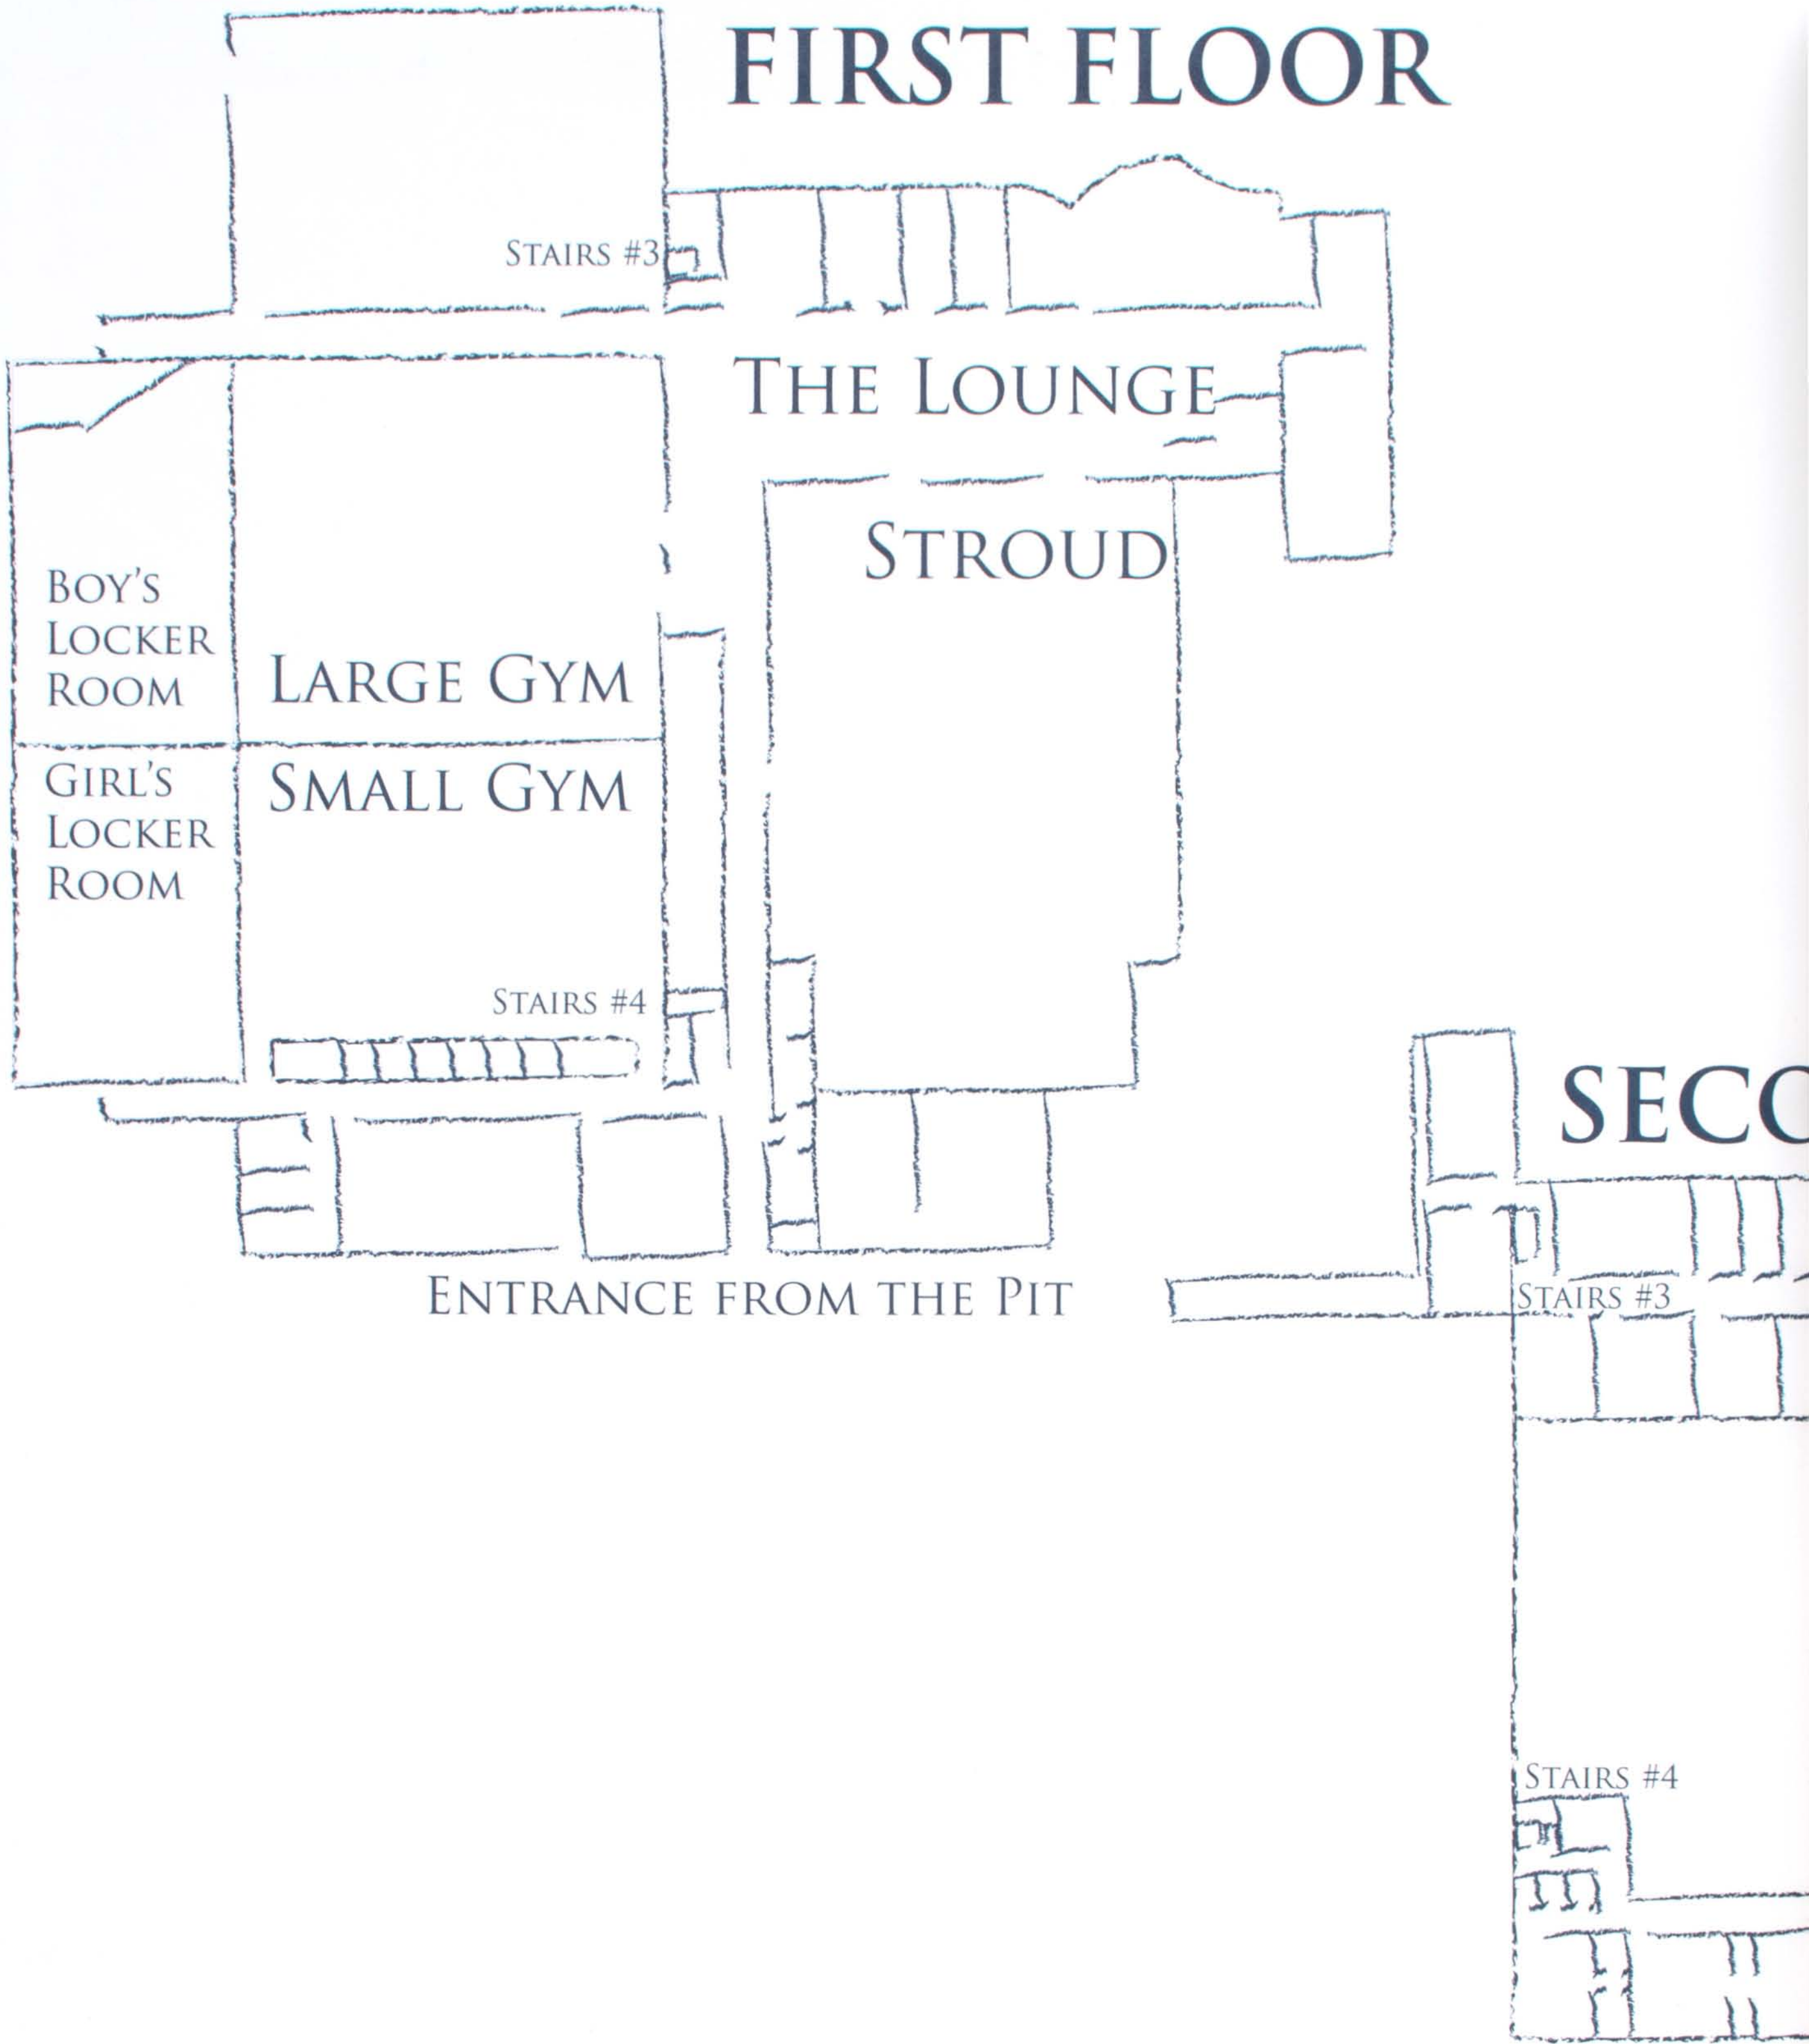 FIRST FLOOR
STAIRS #3
THE LOUNGE
STROUD
BOY'S
LOCKER
ROOM
LARGE GYM
GIRL'S
LOCKER
ROOM
SMALL GYM
STAIRS #4
ENTRANCE FROM THE PIT
SECO
STAIRS #3
STAIRS #4